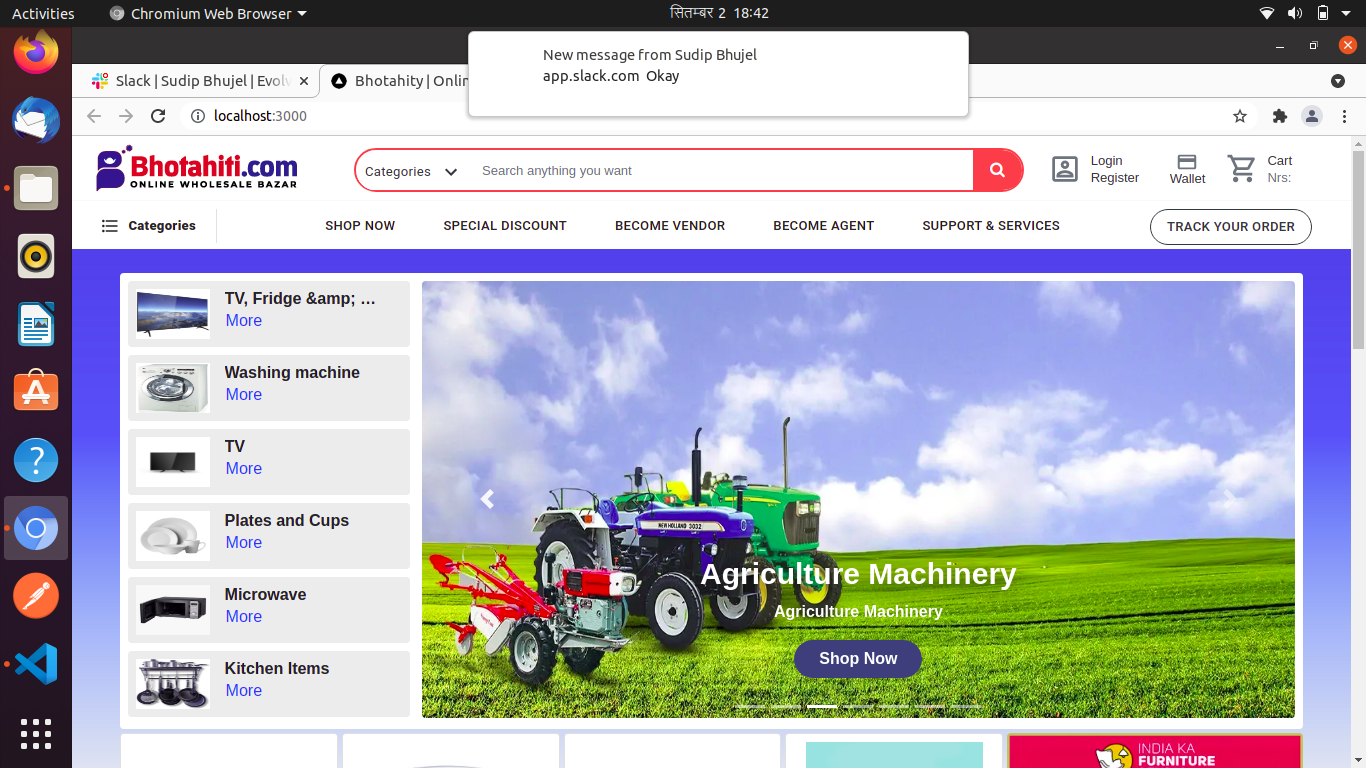 Activities
Chromium Web Browser
सितम्बर 2 18:42
New message from Sudip Bhujel
app.slack.com Okay
Slack | Sudip Bhujel | Evol
Bhotahity | Onlin
localhost:3000
Bhotahiti.com
ONLINE WHOLESALE BAZAR
Categories
Search anything you want
Login
Register
Wallet
Cart
Nrs:
Categories
SHOP NOW
SPECIAL DISCOUNT
BECOME VENDOR
BECOME AGENT
SUPPORT & SERVICES
TRACK YOUR ORDER
TV, Fridge &amp; ...
More
Washing machine
More
TV
More
Plates and Cups
More
Microwave
More
Kitchen Items
More
NEW HOLLAND 3032
Agriculture Machinery
Agriculture Machinery
Shop Now
INDIA KA
FURNITURE